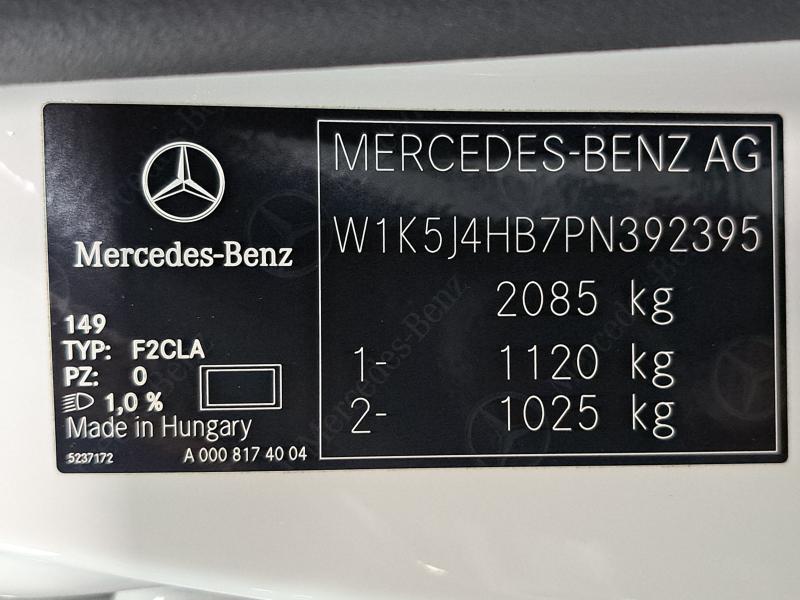 Mercedes-Benz
149
TYP: F2CLA
PZ: 0
1,0 %
Made in Hungary
5237172 A 000 817 40 04
MERCEDES-BENZ AG
W1K5J4HB7PN392395
2085 kg
1- 1120 kg
2- 1025 kg